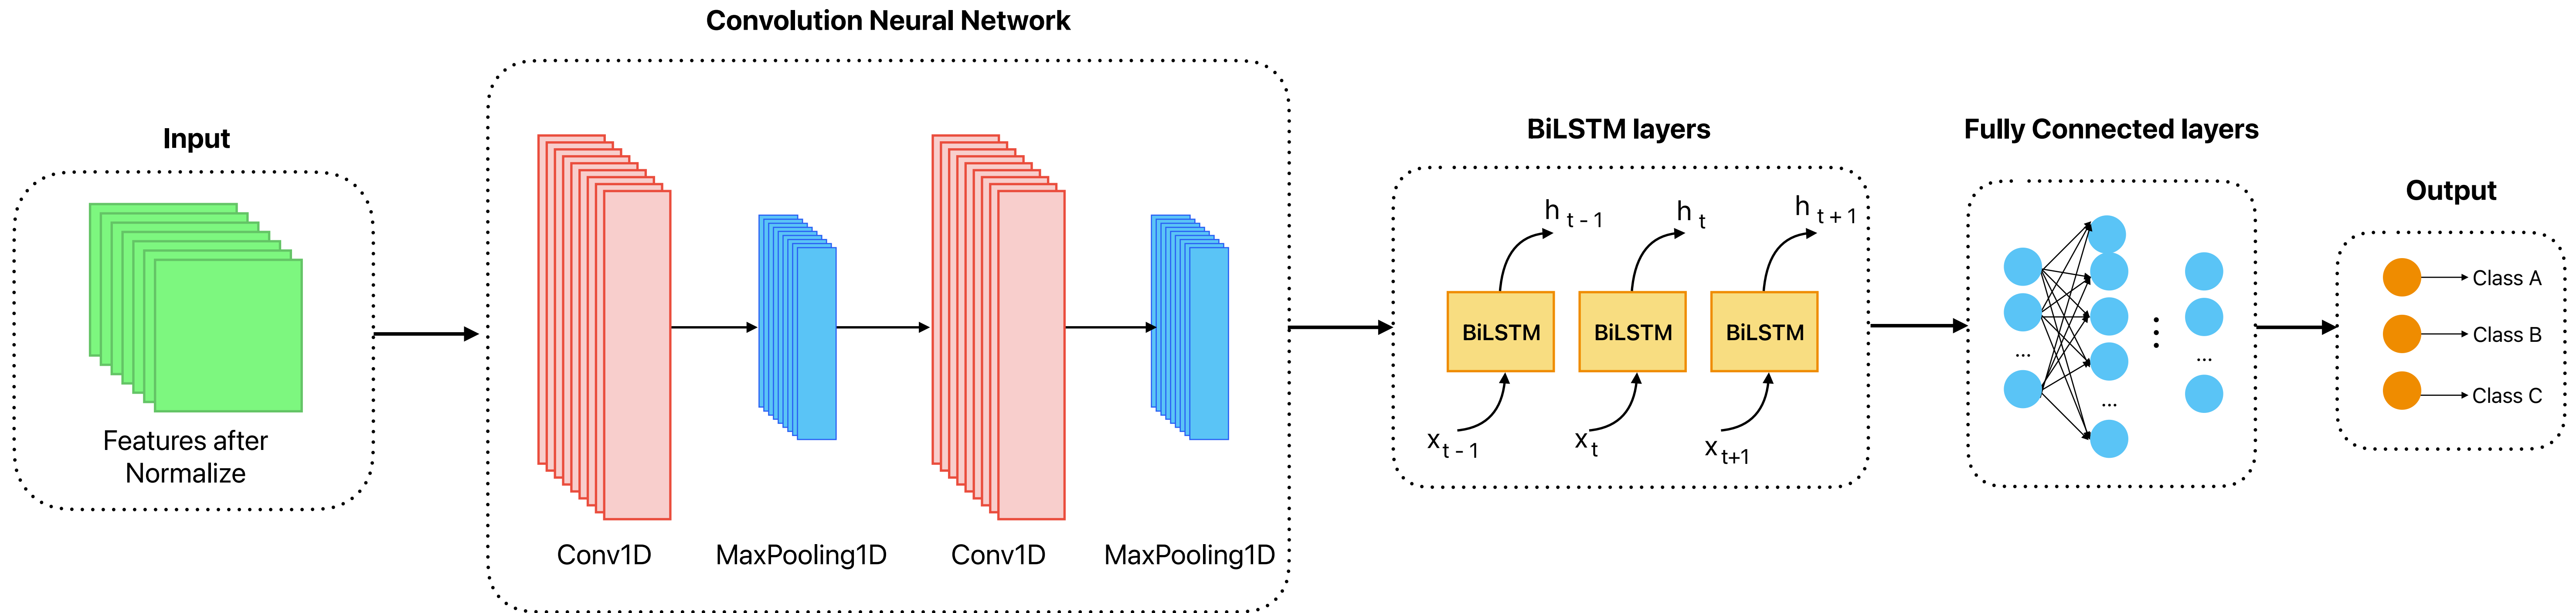 Convolution Neural Network
Input
Features after
Normalize
Conv1D
MaxPooling1D
Conv1D
MaxPooling1D
BiLSTM layers
h t - 1
h t
h t + 1
BiLSTM
BiLSTM
BiLSTM
x t - 1
x t
x t+1
Fully Connected layers
...
...
...
Output
Class A
Class B
Class C